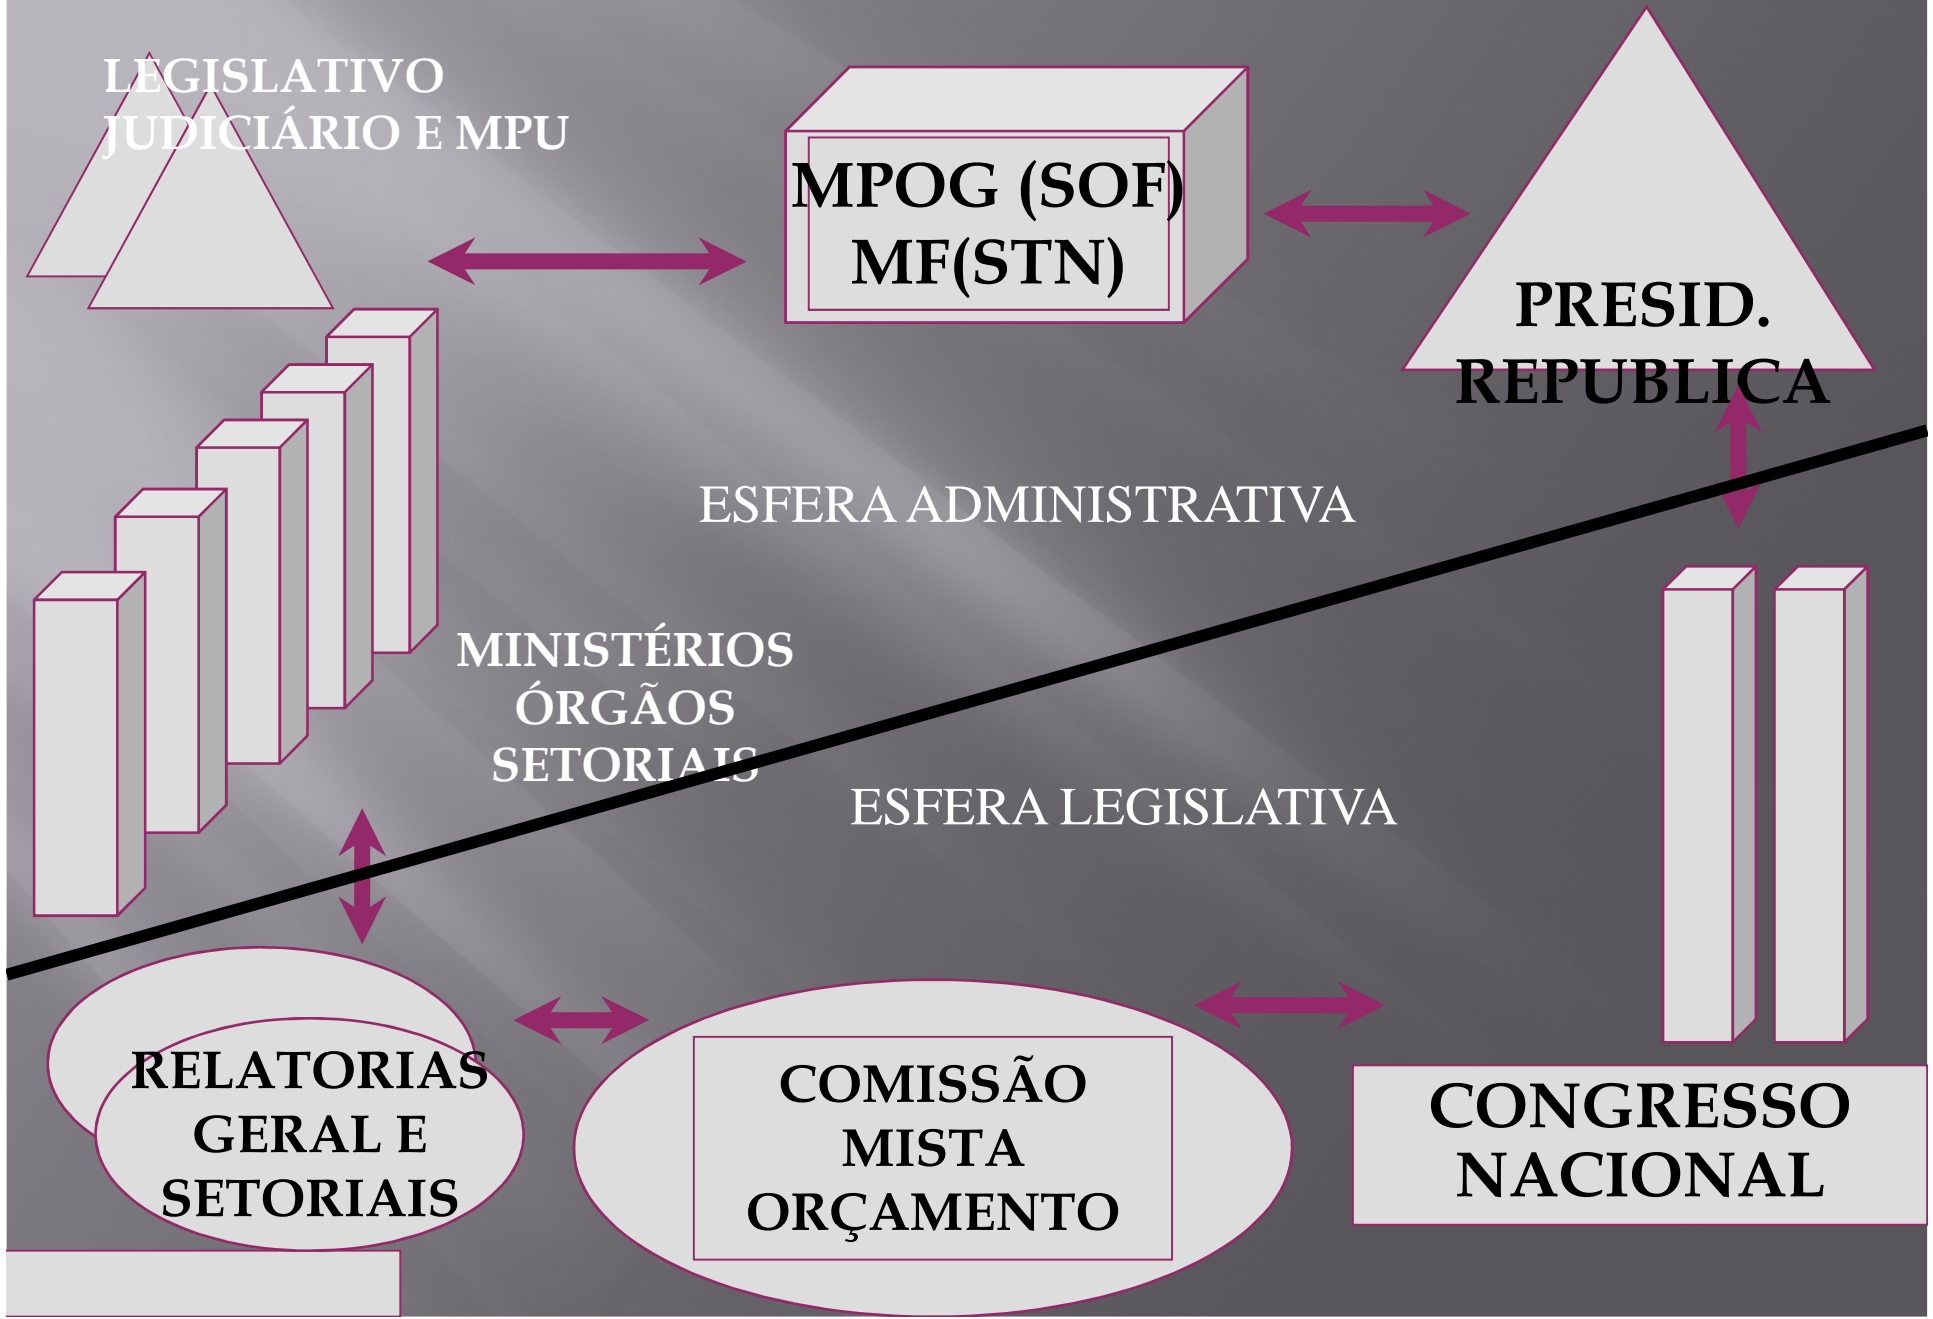 LEGISLATIVO
JUDICIÁRIO E MPU
MPOG (SOF)
MF(STN)
PRESID.
REPUBLICA
ESFERA ADMINISTRATIVA
MINISTÉRIOS
ÓRGÃOS
SETORIAIS
ESFERA LEGISLATIVA
RELATORIAS
GERAL E
SETORIAIS
COMISSÃO
MISTA
ORÇAMENTO
CONGRESSO
NACIONAL